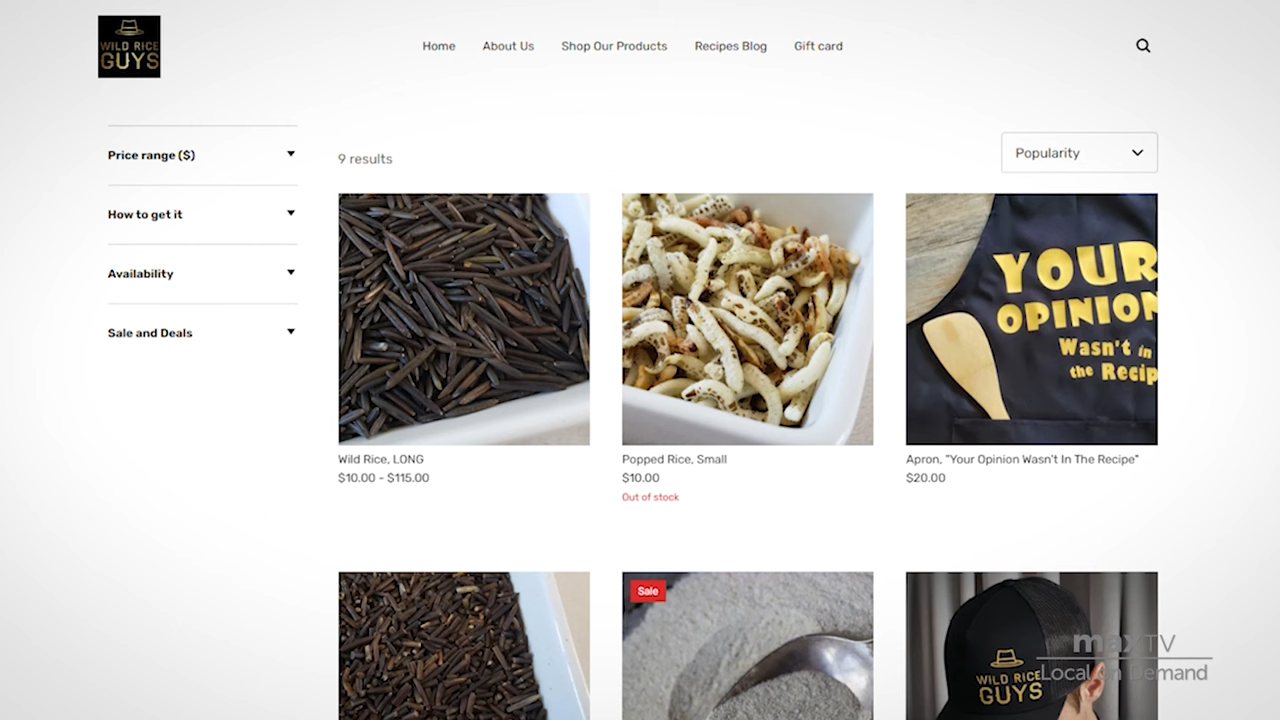 WILD RICE
GUYS
Home
About Us
Shop Our Products
Recipes Blog
Gift card
Price range ($)
How to get it
Availability
Sale and Deals
9 results
Popularity
YOUR
OPINION
Wasn't in
the Recip
Wild Rice, LONG
$10.00 - $115.00
Popped Rice, Small
$10.00
Out of stock
Apron, "Your Opinion Wasn't In The Recipe"
$20.00
Sale
WILD RICE
GUYS
max TV
Local on Demand